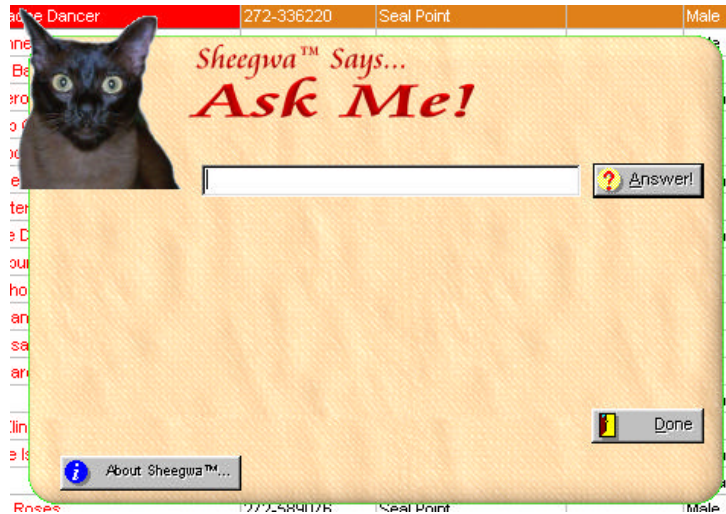 Dancer 272-336220 Seal Point Male
Sheegwa™ Says...
Ask Me!
Answer!
Done
About Sheegwa™...
Roses 272-589076 Seal Point Male